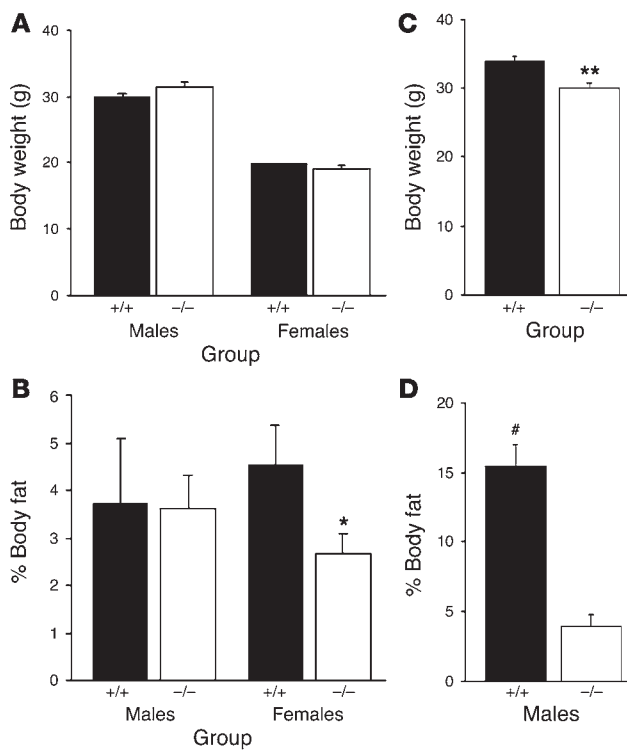 A
Body weight (g)
40
30
20
10
0
+/+ −/− +/+ −/−
Males Females
Group
C
Body weight (g)
40
30
20
10
0
**
+/+ −/−
Group
B
% Body fat
6
5
4
3
2
1
0
*
+/+ −/− +/+ −/−
Males Females
Group
D
% Body fat
20
15
10
5
0
#
+/+ −/−
Males